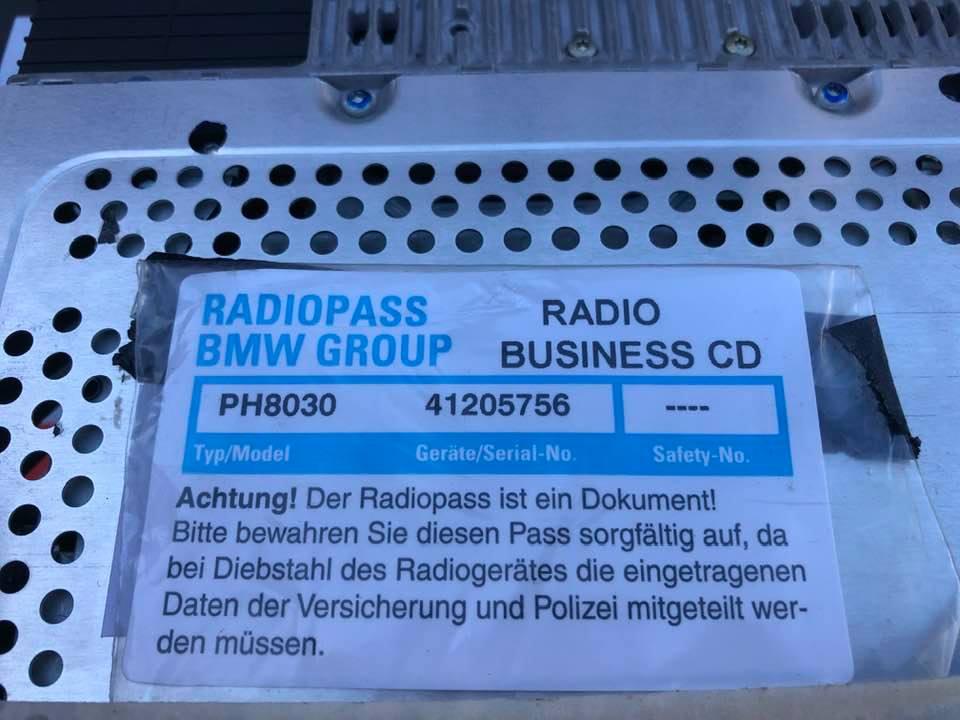 RADIOPASS
BMW GROUP
RADIO
BUSINESS CD
PH8030 41205756 ----
Typ/Model Geräte/Serial-No. Safety-No.
Achtung! Der Radiopass ist ein Dokument!
Bitte bewahren Sie diesen Pass sorgfältig auf, da
bei Diebstahl des Radiogerätes die eingetragenen
Daten der Versicherung und Polizei mitgeteilt wer-
den müssen.